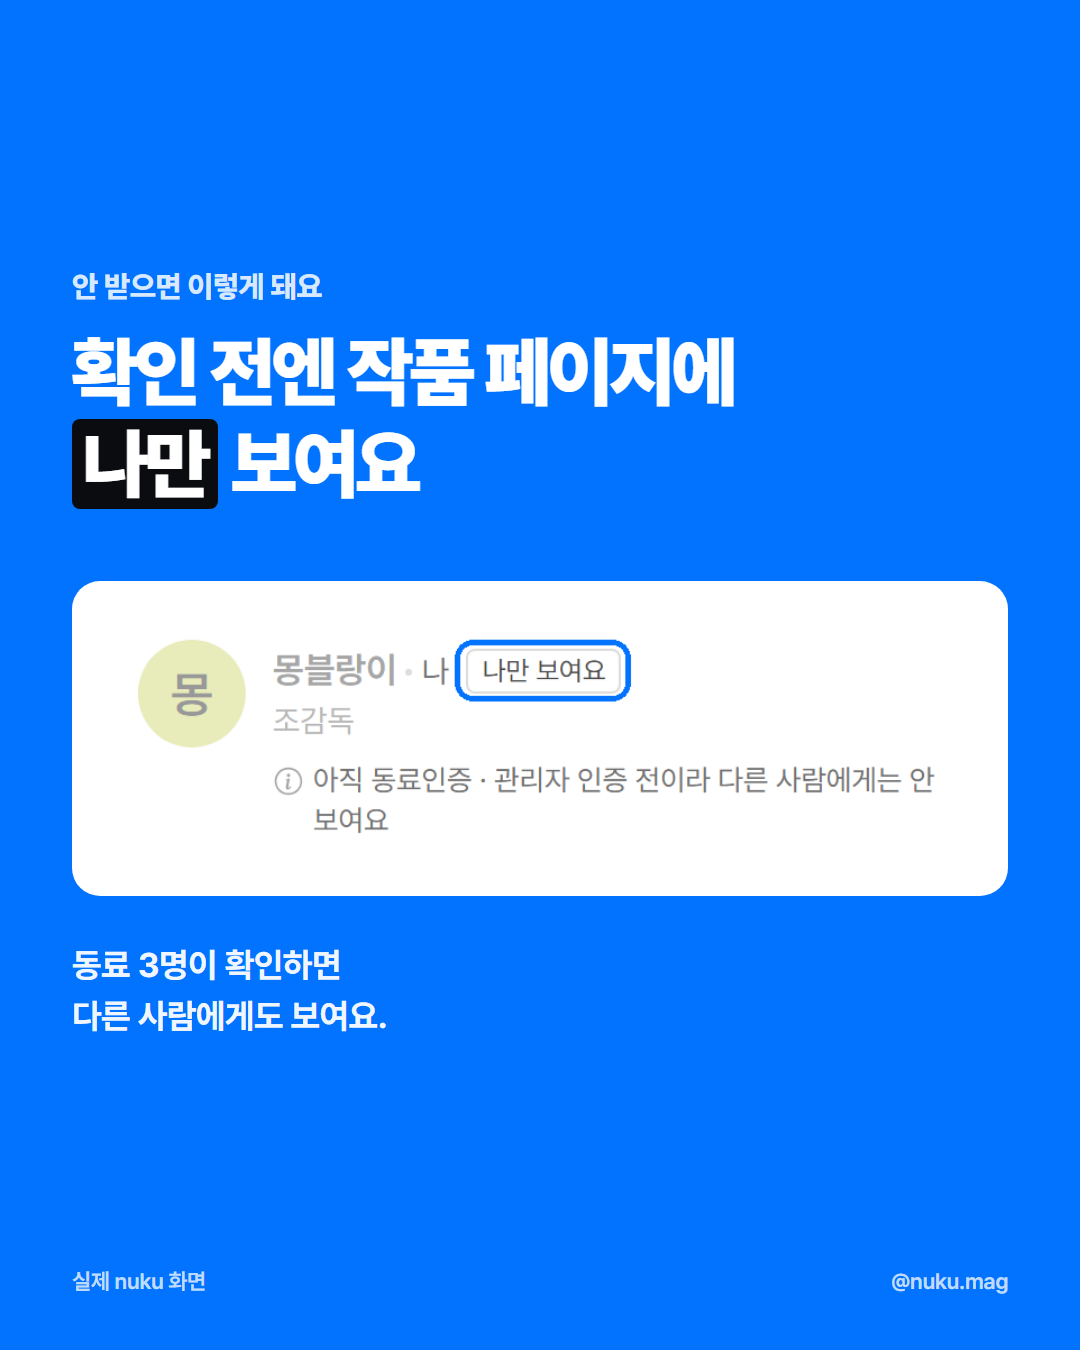 안 받으면 이렇게 돼요
확인 전엔 작품 페이지에
나만 보여요
몽
몽블랑이 · 나 나만 보여요
조감독
아직 동료인증 · 관리자 인증 전이라 다른 사람에게는 안
보여요
동료 3명이 확인하면
다른 사람에게도 보여요.
실제 nuku 화면
@nuku.mag